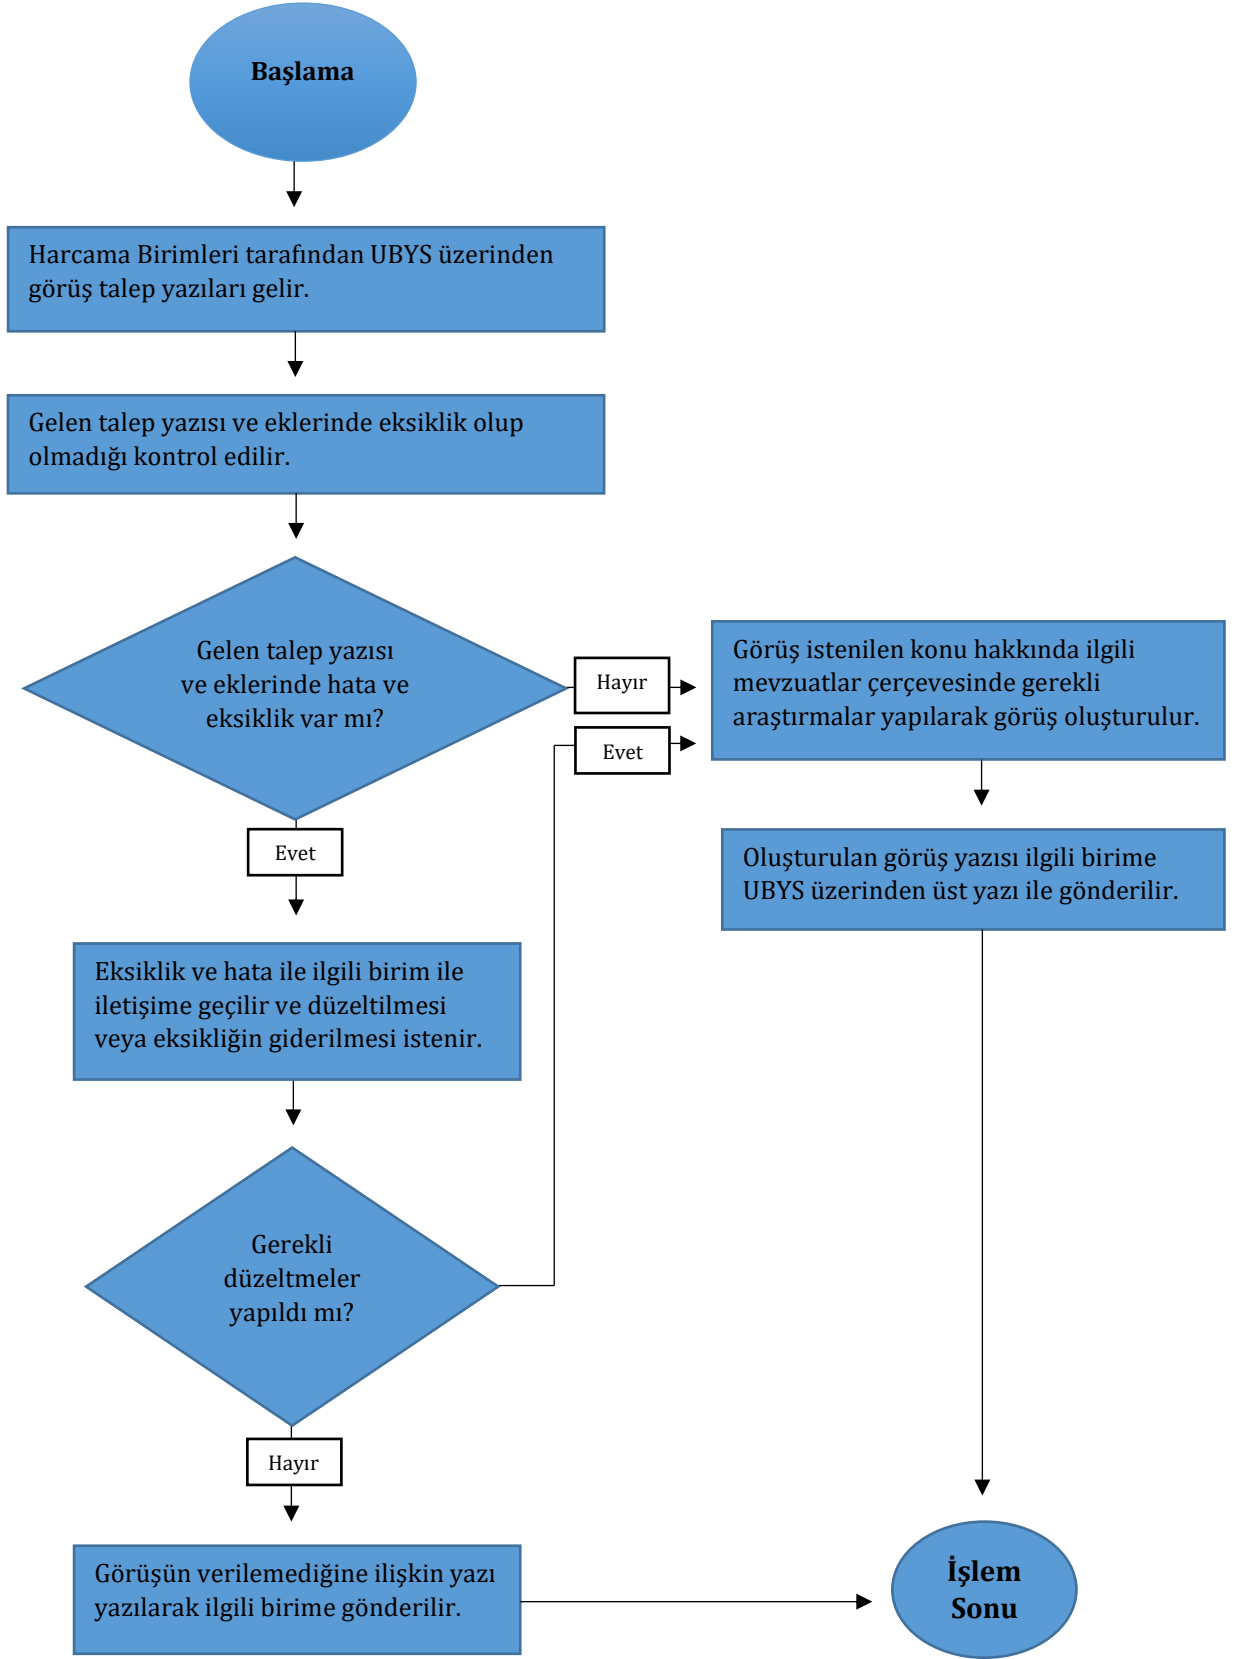 Başlama
Harcama Birimleri tarafından UBYS üzerinden
görüş talep yazıları gelir.
Gelen talep yazısı ve eklerinde eksiklik olup
olmadığı kontrol edilir.
Gelen talep yazısı
ve eklerinde hata ve
eksiklik var mı?
Hayır
Evet
Görüş istenilen konu hakkında ilgili
mevzuatlar çerçevesinde gerekli
araştırmalar yapılarak görüş oluşturulur.
Evet
Oluşturulan görüş yazısı ilgili birime
UBYS üzerinden üst yazı ile gönderilir.
Eksiklik ve hata ile ilgili birim ile
iletişime geçilir ve düzeltilmesi
veya eksikliğin giderilmesi istenir.
Gerekli
düzeltmeler
yapıldı mı?
Hayır
Görüşün verilemediğine ilişkin yazı
yazılarak ilgili birime gönderilir.
İşlem
Sonu